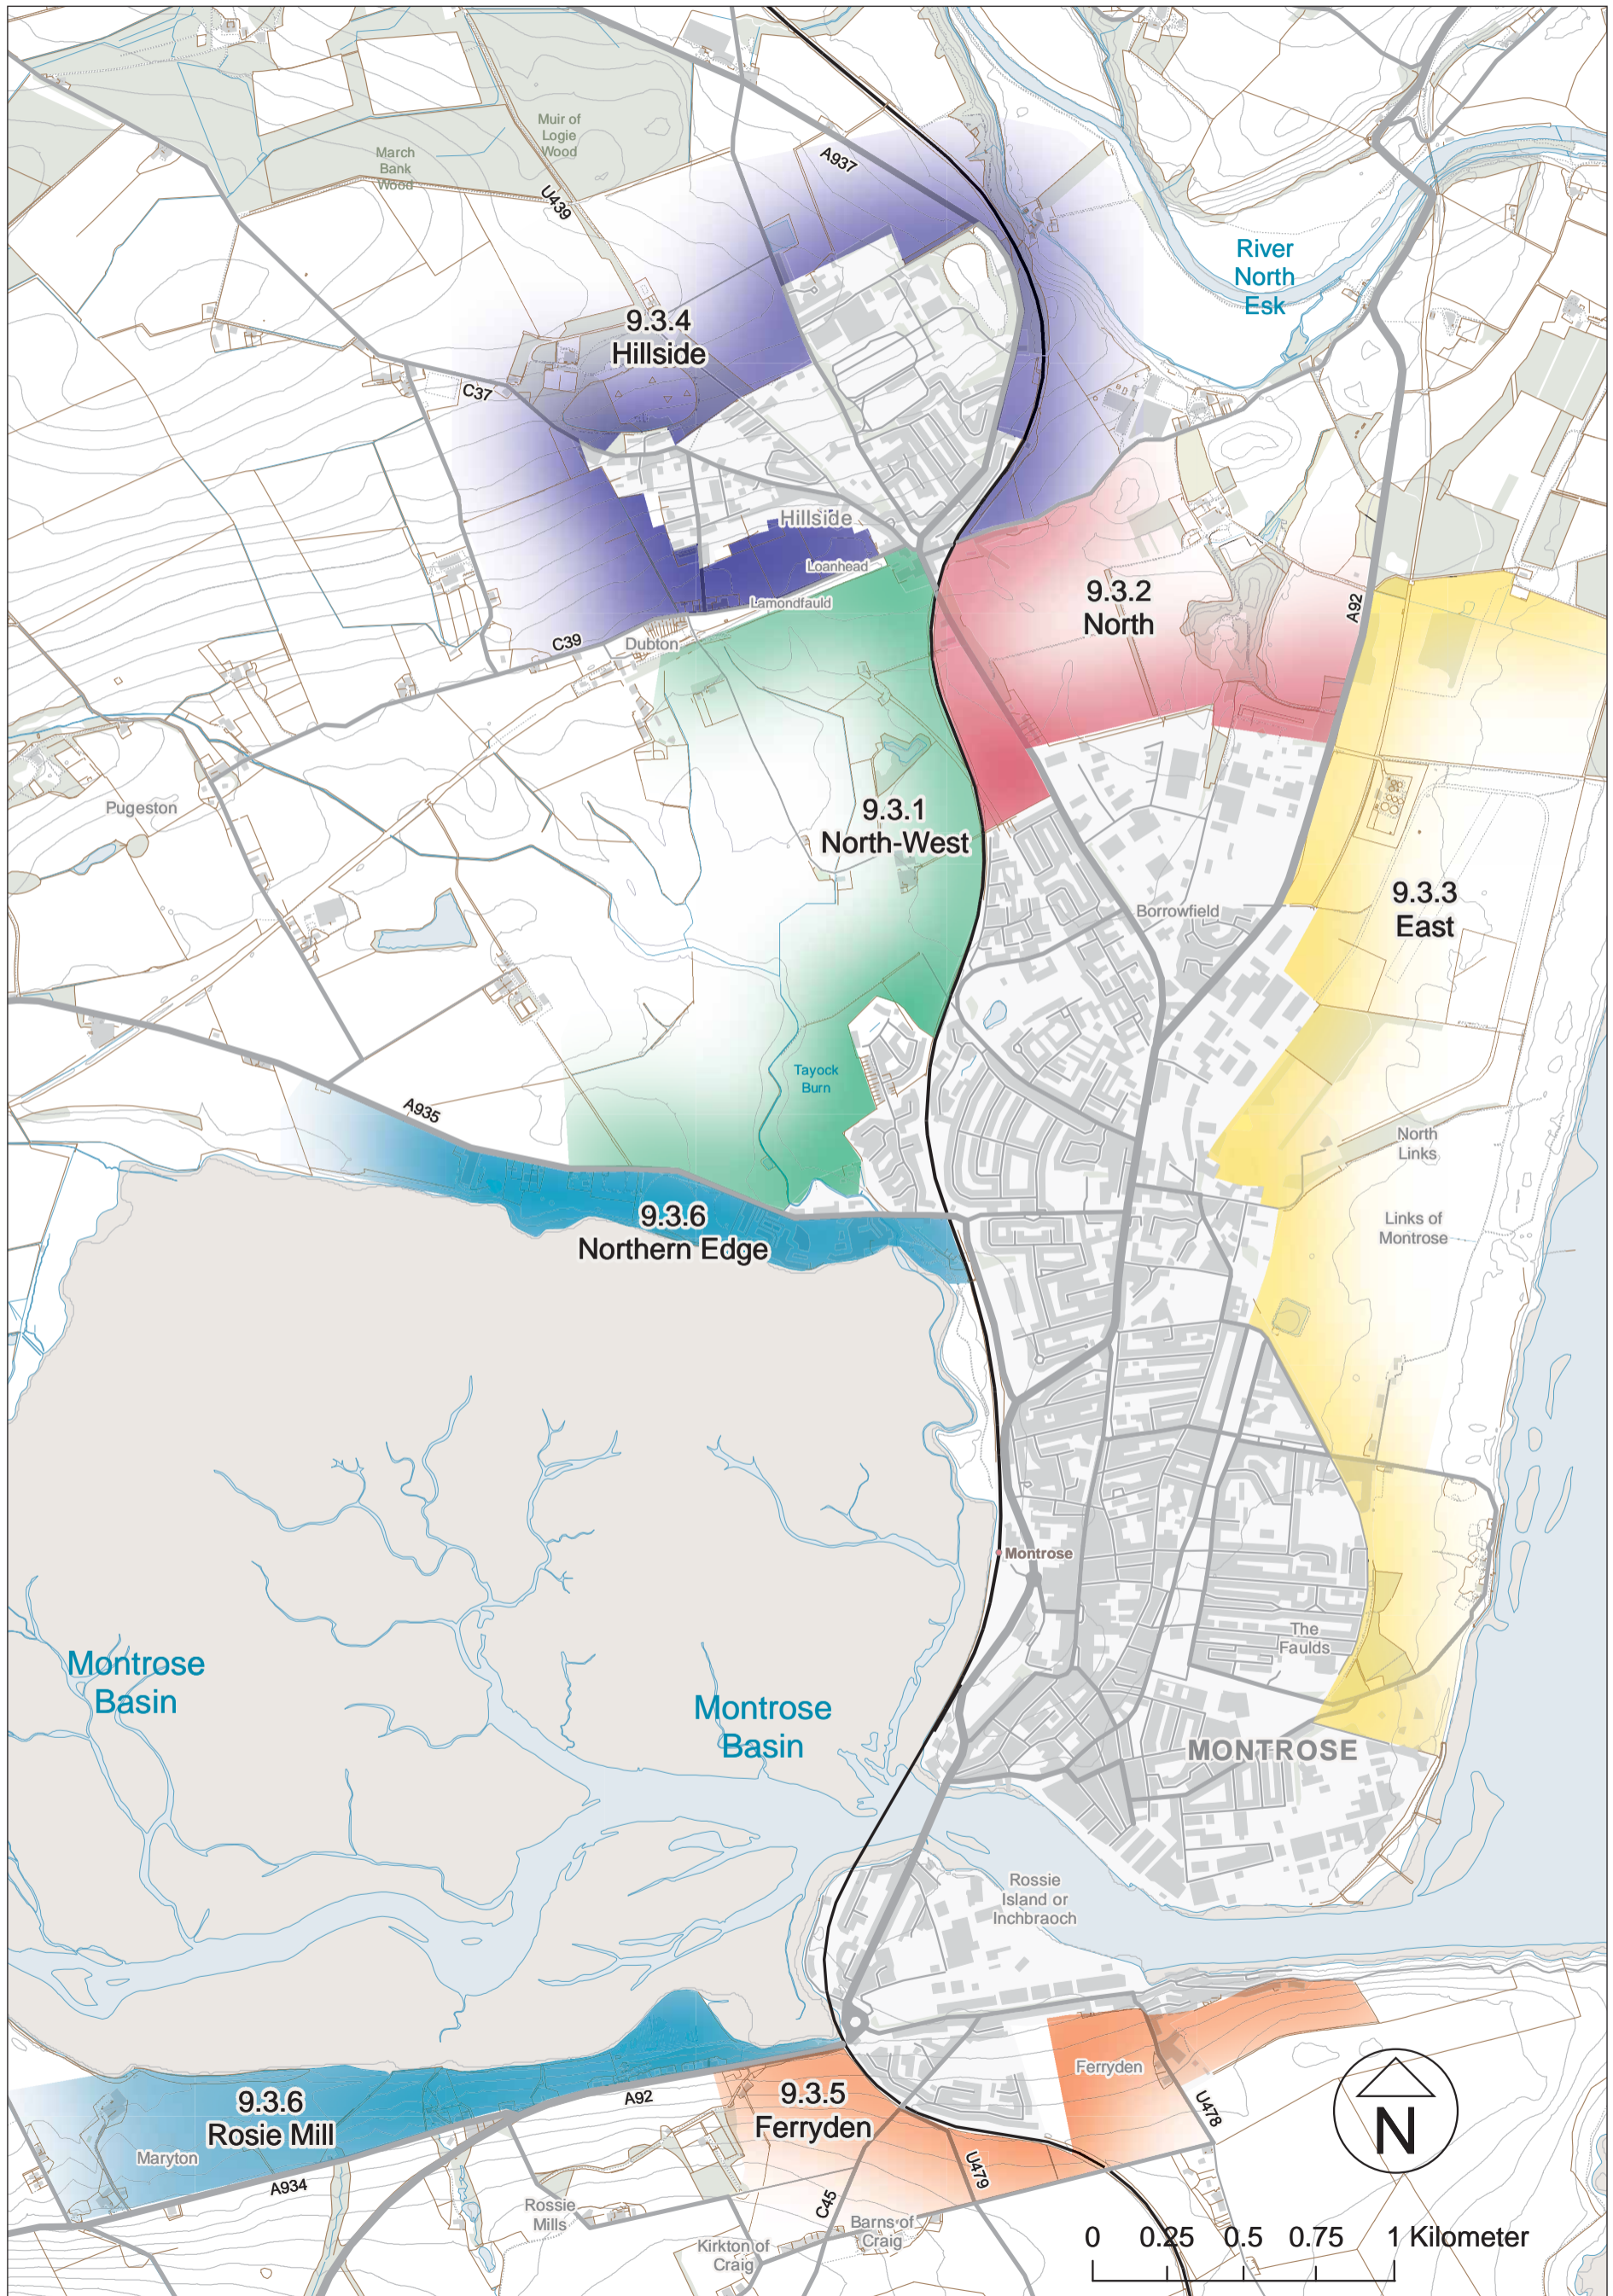 Muir of
Logie
Wood
March
Bank
Wood
A937
U439
River
North
Esk
9.3.4
Hillside
C37
Hillside
Loanhead
Lamondfauld
9.3.2
North
A92
C39
Dubton
Pugeston
9.3.1
North-West
9.3.3
East
Borrowfield
Tayock
Burn
A935
North
Links
9.3.6
Northern Edge
Links of
Montrose
Montrose
The
Faulds
Montrose
Basin
Montrose
Basin
MONTROSE
Rossie
Island or
Inchbraoch
9.3.6
Rosie Mill
A92
9.3.5
Ferryden
Ferryden
U478
Maryton
A934
U479
Rossie
Mills
C45
Barns of
Craig
Kirkton of
Craig
N
0 0.25 0.5 0.75 1 Kilometer